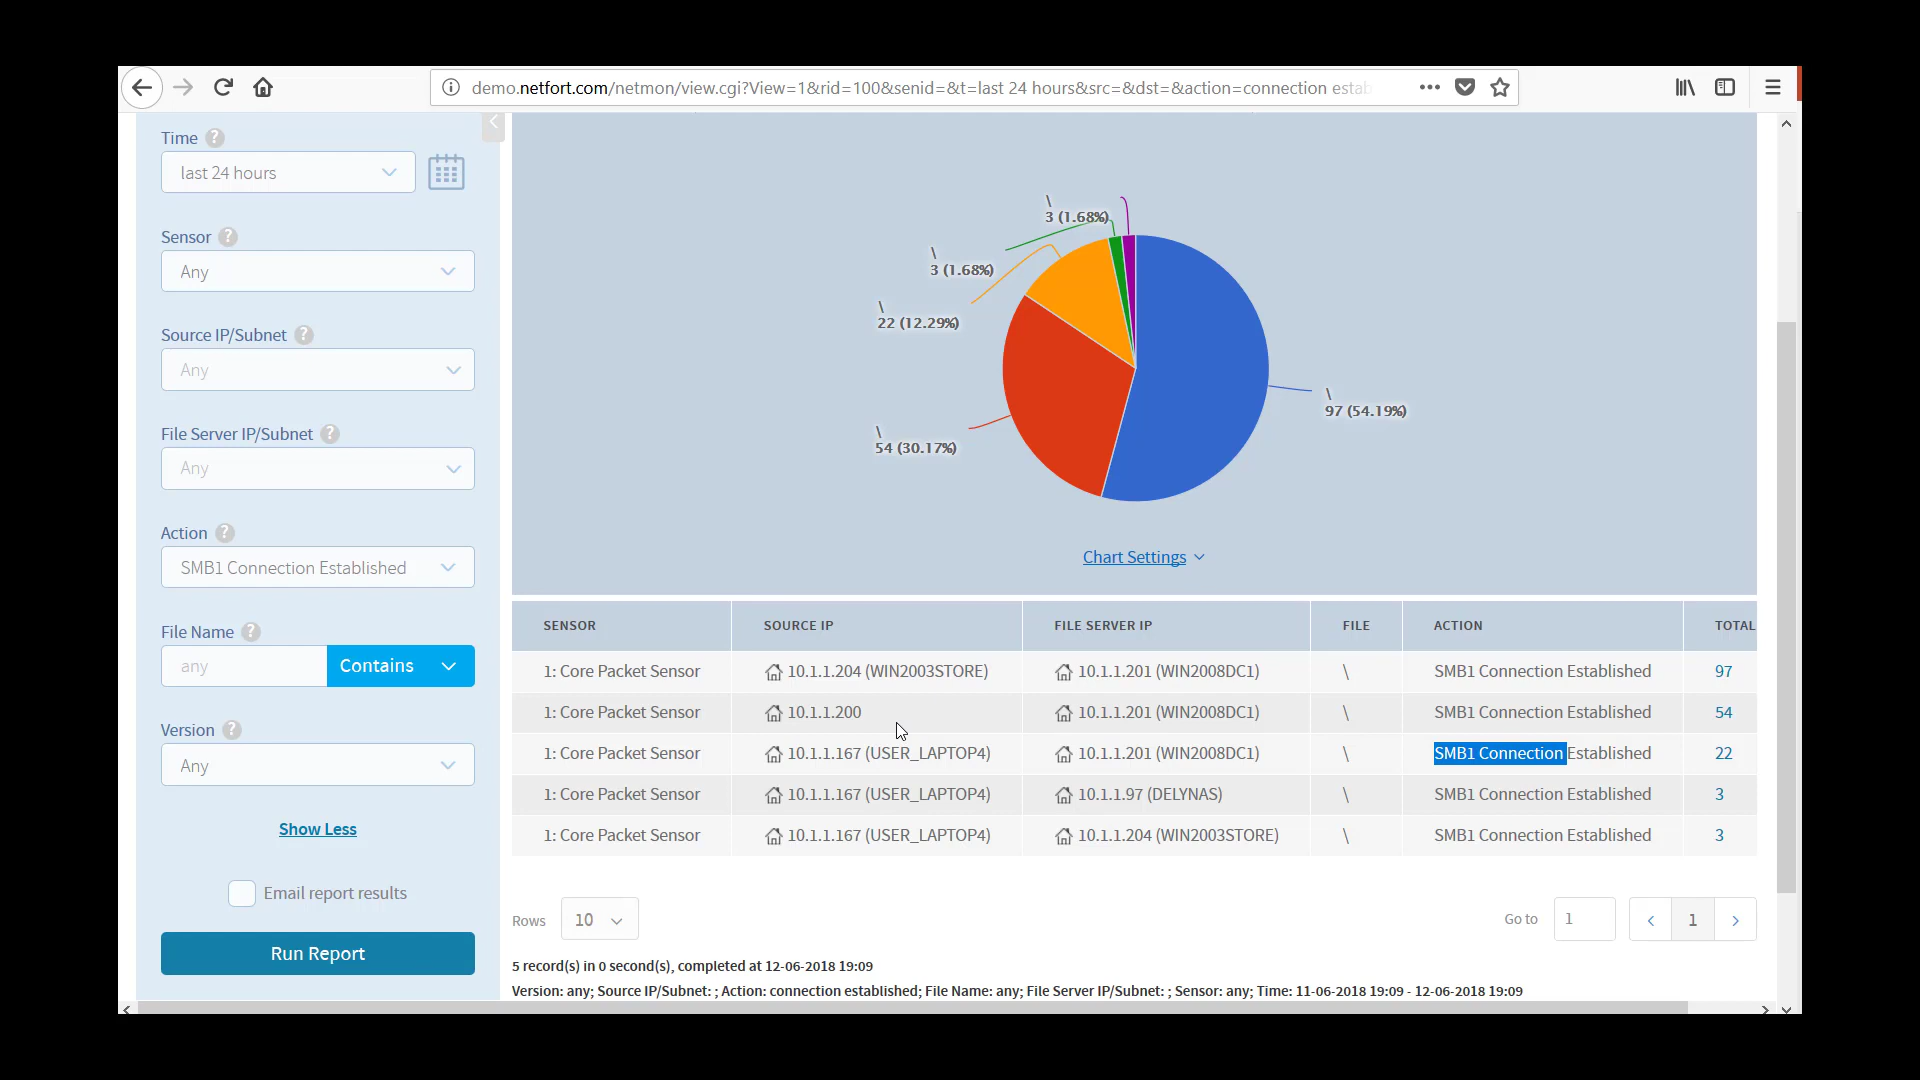 demo.netfort.com/netmon/view.cgi?View=1&rid=100&senid=&t=last 24 hours&src=&dst=&action=connection estab
Time ?
last 24 hours
Sensor ?
Any
Source IP/Subnet ?
Any
File Server IP/Subnet ?
Any
Action ?
SMB1 Connection Established
File Name ?
any Contains
Version ?
Any
Show Less
Email report results
Run Report
\
3 (1.68%)
\
3 (1.68%)
\
22 (12.29%)
\
97 (54.19%)
\
54 (30.17%)
Chart Settings
SENSOR SOURCE IP FILE SERVER IP FILE ACTION TOTAL
1: Core Packet Sensor 10.1.1.204 (WIN2003STORE) 10.1.1.201 (WIN2008DC1) \ SMB1 Connection Established 97
1: Core Packet Sensor 10.1.1.200 10.1.1.201 (WIN2008DC1) \ SMB1 Connection Established 54
1: Core Packet Sensor 10.1.1.167 (USER_LAPTOP4) 10.1.1.201 (WIN2008DC1) \ SMB1 Connection Established 22
1: Core Packet Sensor 10.1.1.167 (USER_LAPTOP4) 10.1.1.97 (DELYNAS) \ SMB1 Connection Established 3
1: Core Packet Sensor 10.1.1.167 (USER_LAPTOP4) 10.1.1.204 (WIN2003STORE) \ SMB1 Connection Established 3
Rows 10 Go to 1 < 1 >
5 record(s) in 0 second(s), completed at 12-06-2018 19:09
Version: any; Source IP/Subnet: ; Action: connection established; File Name: any; File Server IP/Subnet: ; Sensor: any; Time: 11-06-2018 19:09 - 12-06-2018 19:09